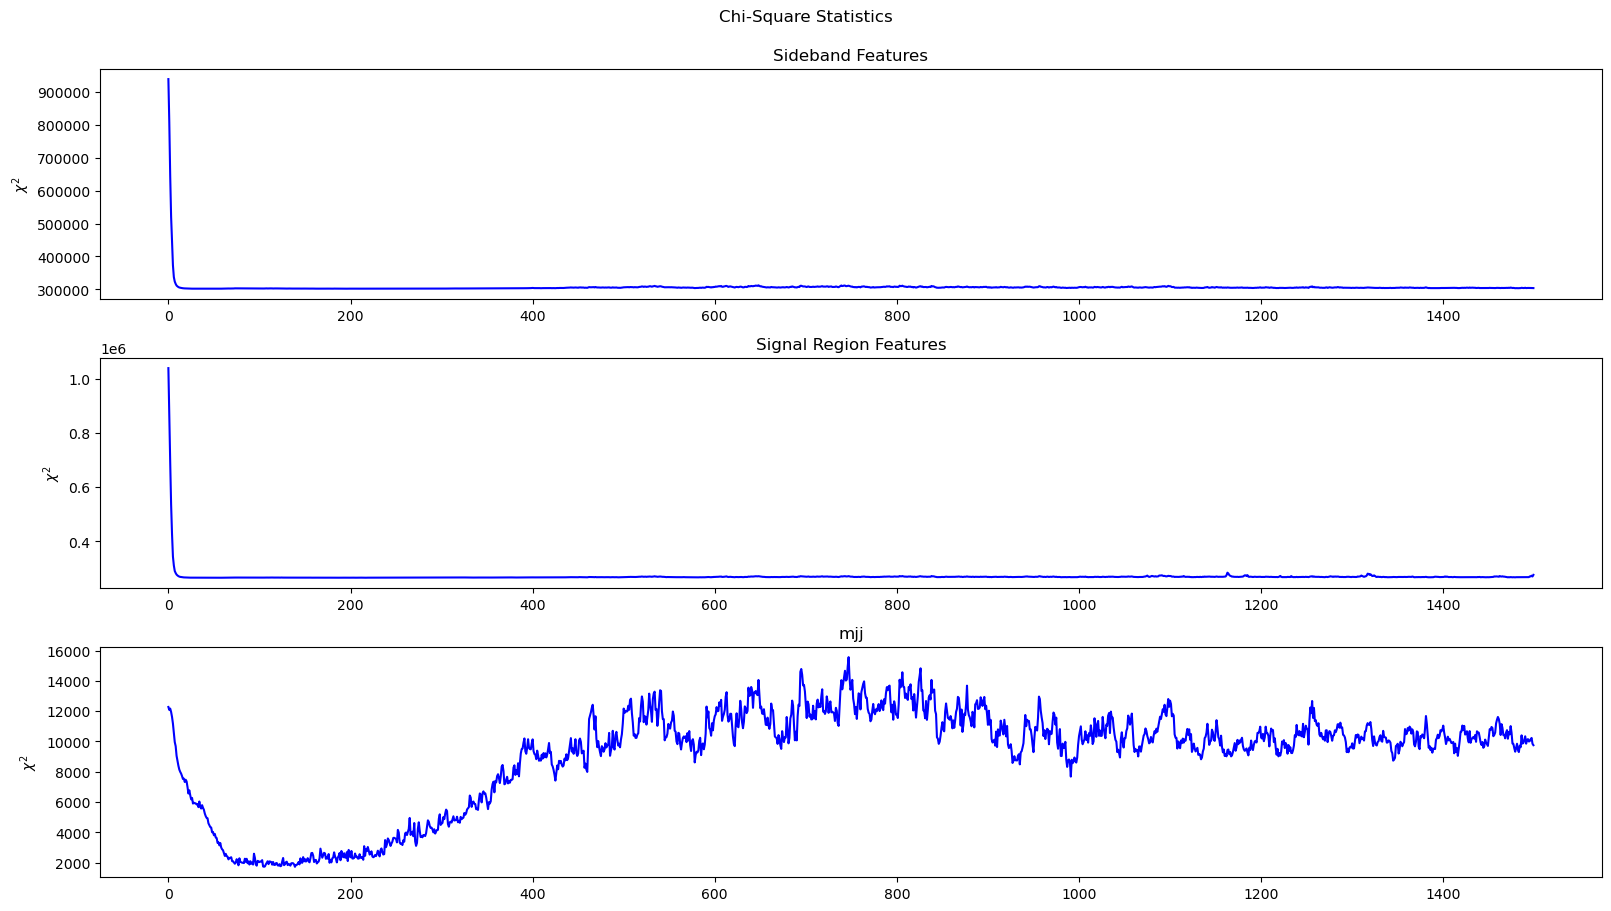 Chi-Square Statistics
Sideband Features
χ²
900000
800000
700000
600000
500000
400000
300000
0 200 400 600 800 1000 1200 1400
Signal Region Features
1e6
χ²
1.0
0.8
0.6
0.4
0 200 400 600 800 1000 1200 1400
mjj
χ²
16000
14000
12000
10000
8000
6000
4000
2000
0 200 400 600 800 1000 1200 1400